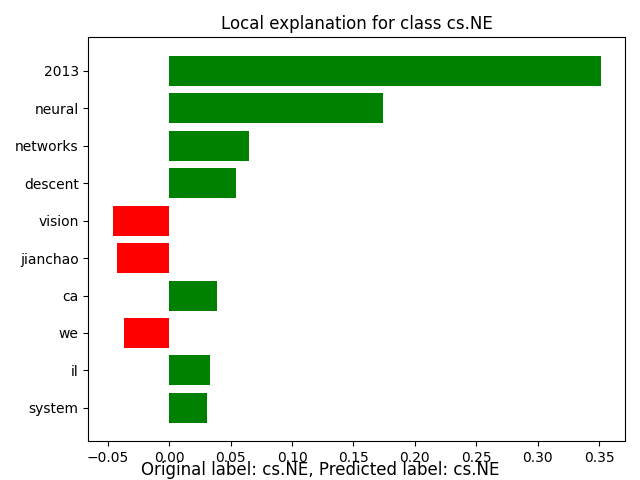 Local explanation for class cs.NE
2013
neural
networks
descent
vision
jianchao
ca
we
il
system
−0.05 0.00 0.05 0.10 0.15 0.20 0.25 0.30 0.35
Original label: cs.NE, Predicted label: cs.NE